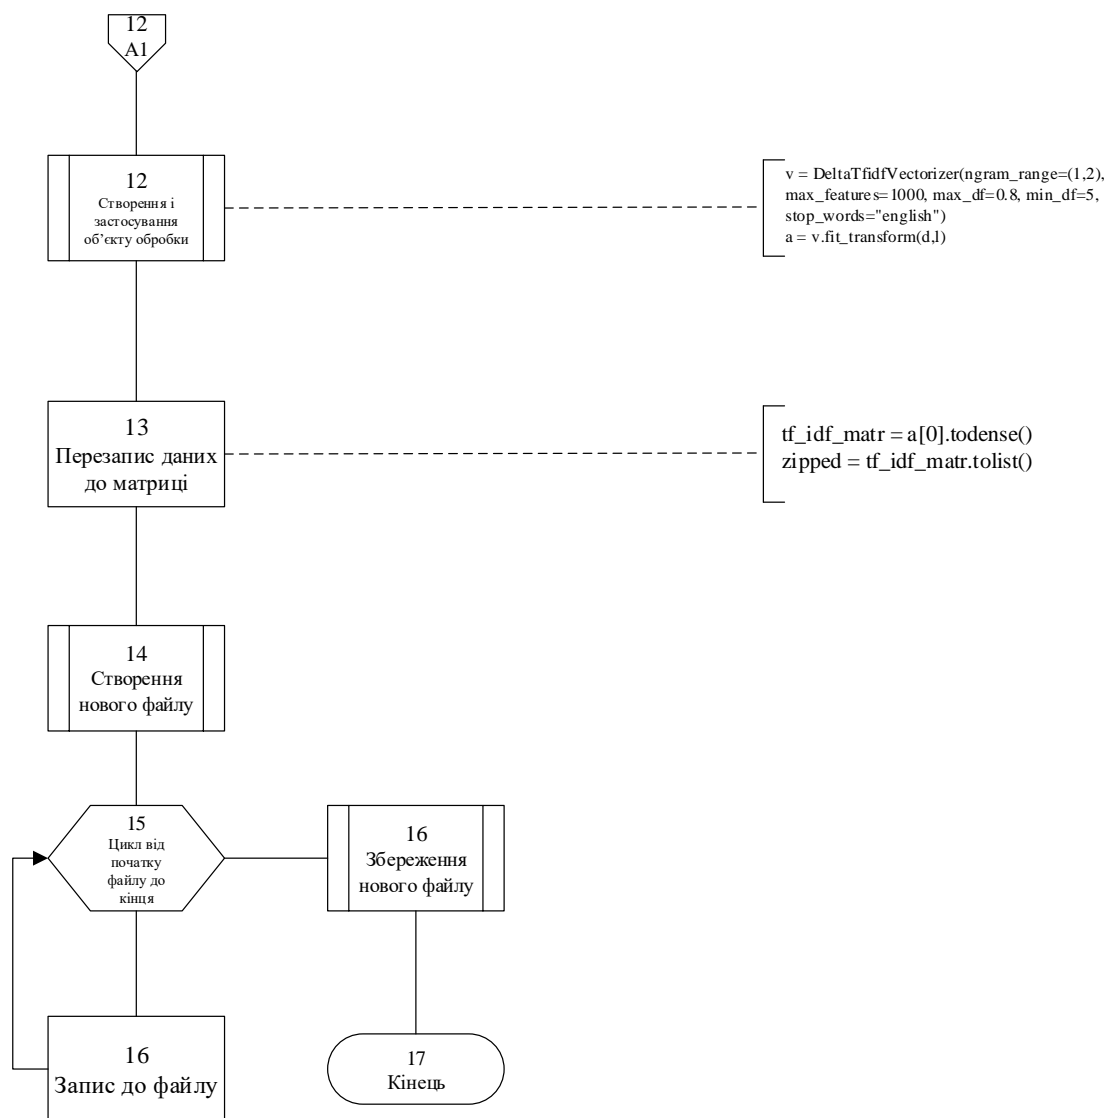 12
A1
12
Створення і
застосування
об’єкту обробки
v = DeltaTfidfVectorizer(ngram_range=(1,2),
max_features=1000, max_df=0.8, min_df=5,
stop_words="english")
a = v.fit_transform(d,l)
13
Перезапис даних
до матриці
tf_idf_matr = a[0].todense()
zipped = tf_idf_matr.tolist()
14
Створення
нового файлу
15
Цикл від
початку
файлу до
кінця
16
Збереження
нового файлу
16
Запис до файлу
17
Кінець